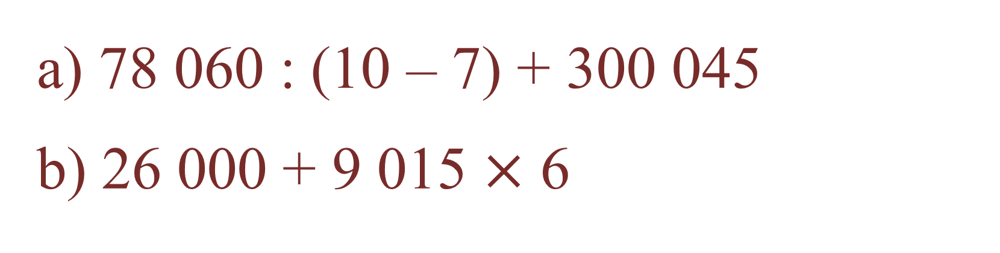 a) 78 060 : (10 – 7) + 300 045
b) 26 000 + 9 015 × 6